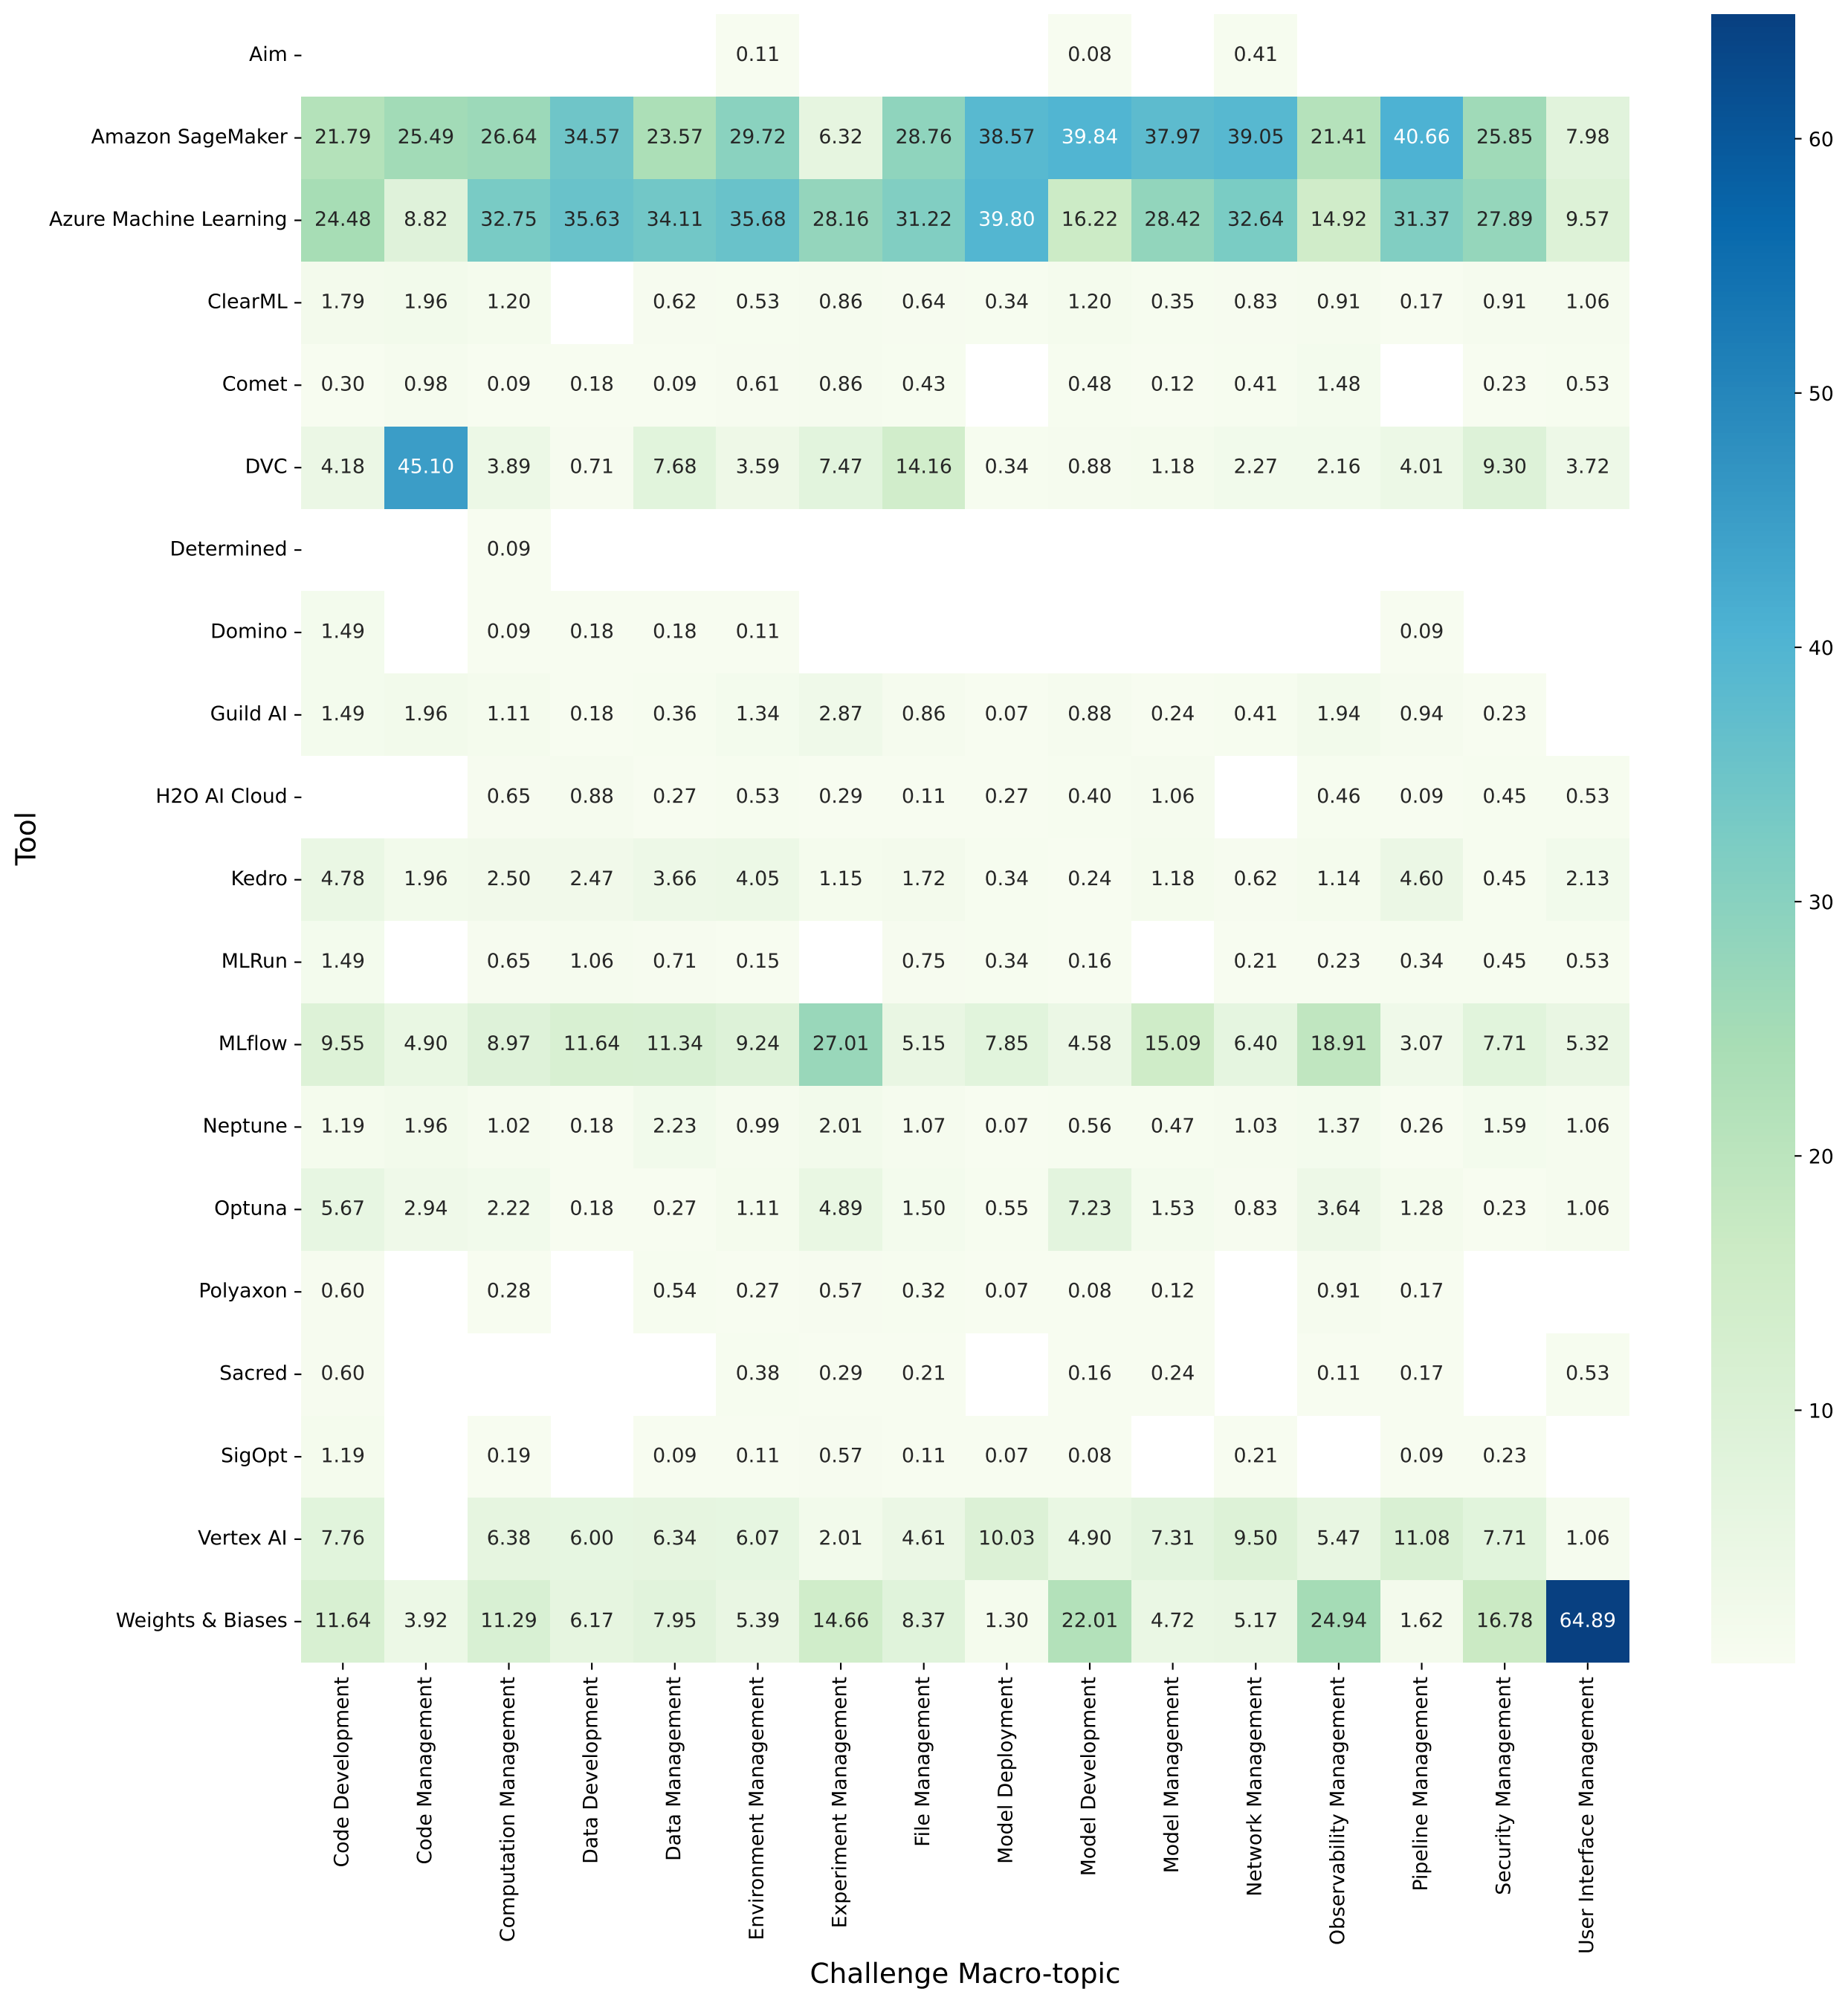 Tool
Aim 0.11 0.08 0.41
Amazon SageMaker 21.79 25.49 26.64 34.57 23.57 29.72 6.32 28.76 38.57 39.84 37.97 39.05 21.41 40.66 25.85 7.98
Azure Machine Learning 24.48 8.82 32.75 35.63 34.11 35.68 28.16 31.22 39.80 16.22 28.42 32.64 14.92 31.37 27.89 9.57
ClearML 1.79 1.96 1.20 0.62 0.53 0.86 0.64 0.34 1.20 0.35 0.83 0.91 0.17 0.91 1.06
Comet 0.30 0.98 0.09 0.18 0.09 0.61 0.86 0.43 0.48 0.12 0.41 1.48 0.23 0.53
DVC 4.18 45.10 3.89 0.71 7.68 3.59 7.47 14.16 0.34 0.88 1.18 2.27 2.16 4.01 9.30 3.72
Determined 0.09
Domino 1.49 0.09 0.18 0.18 0.11 0.09
Guild AI 1.49 1.96 1.11 0.18 0.36 1.34 2.87 0.86 0.07 0.88 0.24 0.41 1.94 0.94 0.23
H2O AI Cloud 0.65 0.88 0.27 0.53 0.29 0.11 0.27 0.40 1.06 0.46 0.09 0.45 0.53
Kedro 4.78 1.96 2.50 2.47 3.66 4.05 1.15 1.72 0.34 0.24 1.18 0.62 1.14 4.60 0.45 2.13
MLRun 1.49 0.65 1.06 0.71 0.15 0.75 0.34 0.16 0.21 0.23 0.34 0.45 0.53
MLflow 9.55 4.90 8.97 11.64 11.34 9.24 27.01 5.15 7.85 4.58 15.09 6.40 18.91 3.07 7.71 5.32
Neptune 1.19 1.96 1.02 0.18 2.23 0.99 2.01 1.07 0.07 0.56 0.47 1.03 1.37 0.26 1.59 1.06
Optuna 5.67 2.94 2.22 0.18 0.27 1.11 4.89 1.50 0.55 7.23 1.53 0.83 3.64 1.28 0.23 1.06
Polyaxon 0.60 0.28 0.54 0.27 0.57 0.32 0.07 0.08 0.12 0.91 0.17
Sacred 0.60 0.38 0.29 0.21 0.16 0.24 0.11 0.17 0.53
SigOpt 1.19 0.19 0.09 0.11 0.57 0.11 0.07 0.08 0.21 0.09 0.23
Vertex AI 7.76 6.38 6.00 6.34 6.07 2.01 4.61 10.03 4.90 7.31 9.50 5.47 11.08 7.71 1.06
Weights & Biases 11.64 3.92 11.29 6.17 7.95 5.39 14.66 8.37 1.30 22.01 4.72 5.17 24.94 1.62 16.78 64.89
Code Development
Code Management
Computation Management
Data Development
Data Management
Environment Management
Experiment Management
File Management
Model Deployment
Model Development
Model Management
Network Management
Observability Management
Pipeline Management
Security Management
User Interface Management
Challenge Macro-topic
60
50
40
30
20
10